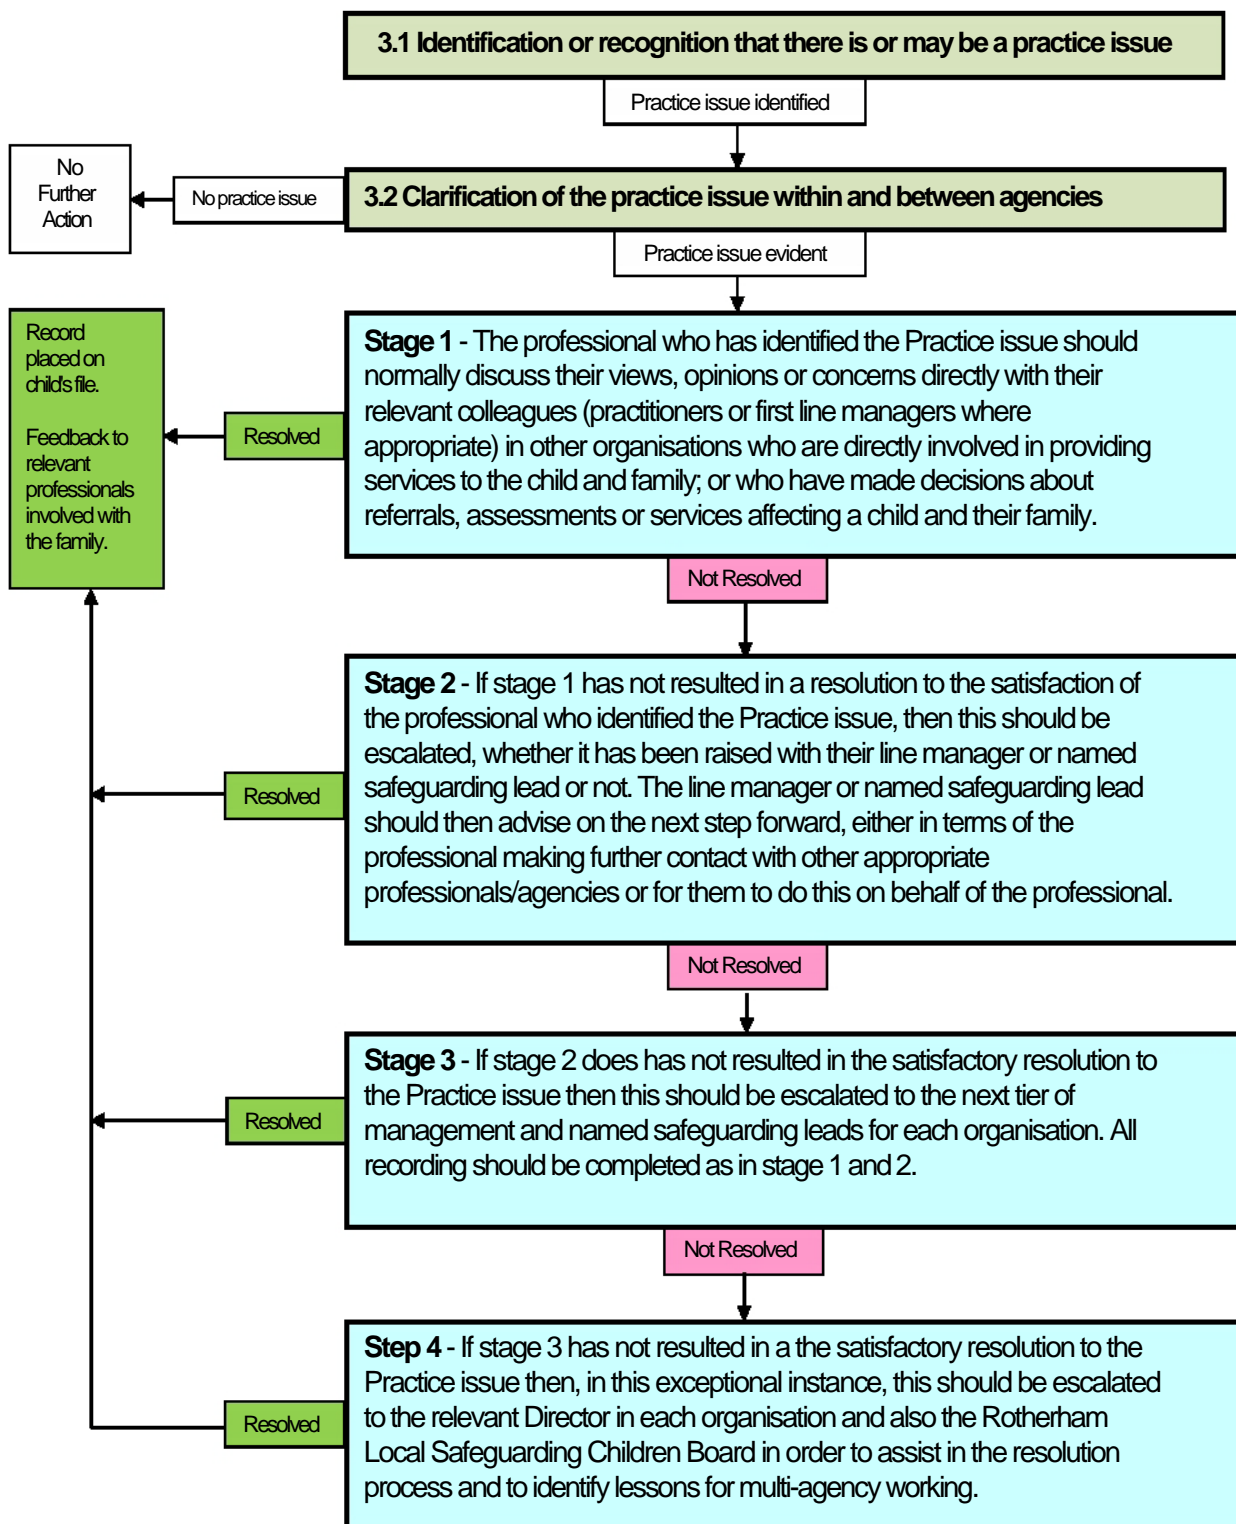 3.1 Identification or recognition that there is or may be a practice issue
Practice issue identified
No
Further
Action
No practice issue
3.2 Clarification of the practice issue within and between agencies
Practice issue evident
Record
placed on
child's file.
Feedback to
relevant
professionals
involved with
the family.
Resolved
Stage 1 - The professional who has identified the Practice issue should
normally discuss their views, opinions or concerns directly with their
relevant colleagues (practitioners or first line managers where
appropriate) in other organisations who are directly involved in providing
services to the child and family; or who have made decisions about
referrals, assessments or services affecting a child and their family.
Not Resolved
Stage 2 - If stage 1 has not resulted in a resolution to the satisfaction of
the professional who identified the Practice issue, then this should be
escalated, whether it has been raised with their line manager or named
safeguarding lead or not. The line manager or named safeguarding lead
should then advise on the next step forward, either in terms of the
professional making further contact with other appropriate
professionals/agencies or for them to do this on behalf of the professional.
Resolved
Not Resolved
Stage 3 - If stage 2 does has not resulted in the satisfactory resolution to
the Practice issue then this should be escalated to the next tier of
management and named safeguarding leads for each organisation. All
recording should be completed as in stage 1 and 2.
Resolved
Not Resolved
Step 4 - If stage 3 has not resulted in a the satisfactory resolution to the
Practice issue then, in this exceptional instance, this should be escalated
to the relevant Director in each organisation and also the Rotherham
Local Safeguarding Children Board in order to assist in the resolution
process and to identify lessons for multi-agency working.
Resolved